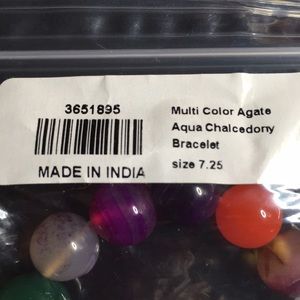 3651895
MADE IN INDIA
Multi Color Agate
Aqua Chalcedony
Bracelet
size 7.25